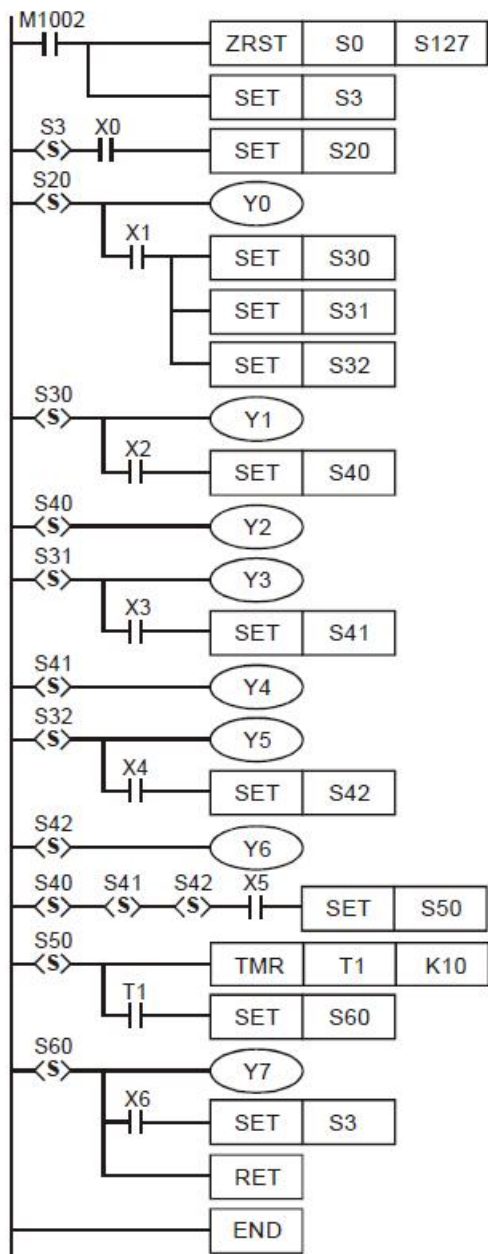 M1002
ZRST S0 S127
SET S3
S3 X0
S SET S20
S20
S Y0
X1
SET S30
SET S31
SET S32
S30
S Y1
X2
SET S40
S40
S Y2
S31
S Y3
X3
SET S41
S41
S Y4
S32
S Y5
X4
SET S42
S42
S Y6
S40 S41 S42 X5
S S S SET S50
S50
S TMR T1 K10
T1
SET S60
S60
S Y7
X6
SET S3
RET
END